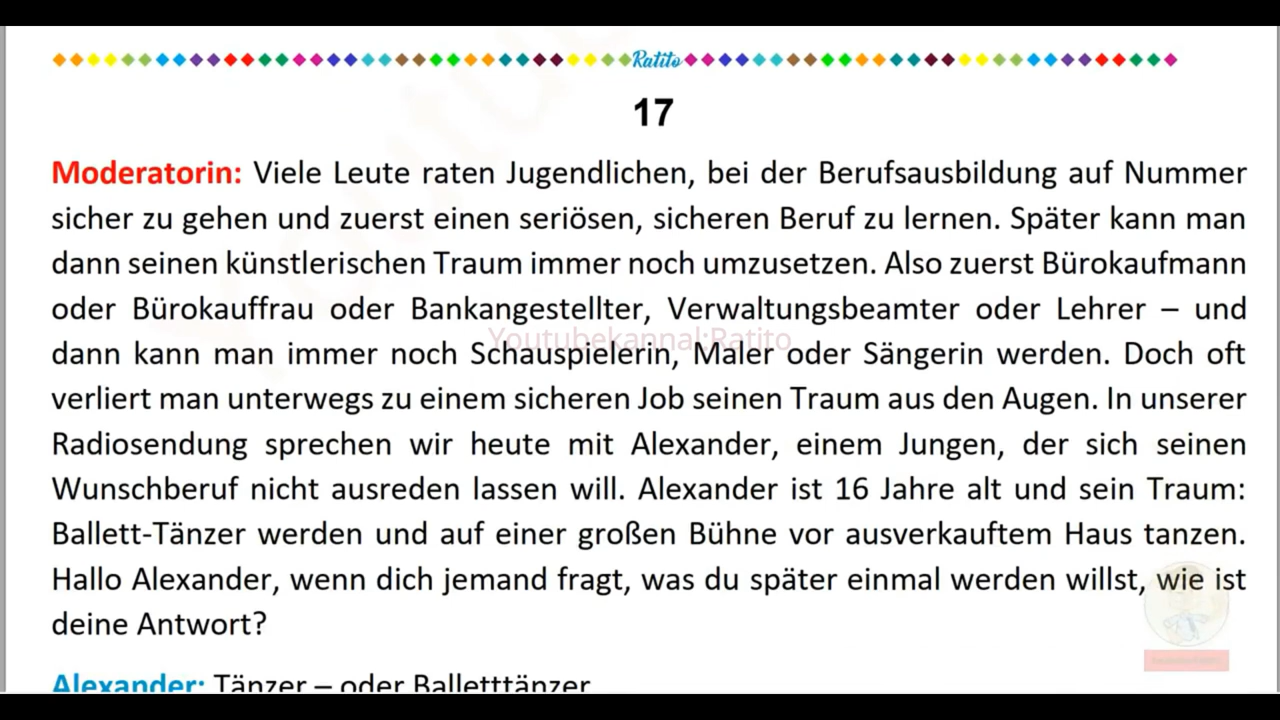 Ratito
17
Moderatorin: Viele Leute raten Jugendlichen, bei der Berufsausbildung auf Nummer
sicher zu gehen und zuerst einen seriösen, sicheren Beruf zu lernen. Später kann man
dann seinen künstlerischen Traum immer noch umzusetzen. Also zuerst Bürokaufmann
oder Bürokauffrau oder Bankangestellter, Verwaltungsbeamter oder Lehrer – und
Youtubekannal:Ratito
dann kann man immer noch Schauspielerin, Maler oder Sängerin werden. Doch oft
verliert man unterwegs zu einem sicheren Job seinen Traum aus den Augen. In unserer
Radiosendung sprechen wir heute mit Alexander, einem Jungen, der sich seinen
Wunschberuf nicht ausreden lassen will. Alexander ist 16 Jahre alt und sein Traum:
Ballett-Tänzer werden und auf einer großen Bühne vor ausverkauftem Haus tanzen.
Hallo Alexander, wenn dich jemand fragt, was du später einmal werden willst, wie ist
deine Antwort?
Alexander: Tänzer – oder Balletttänzer